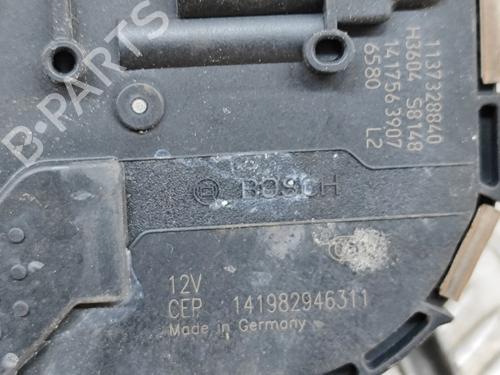 1137328840
H3604 S8148
1417563907
6580 L2
BOSCH
12V
CEP 141982946311
Made in Germany
B-PARTS